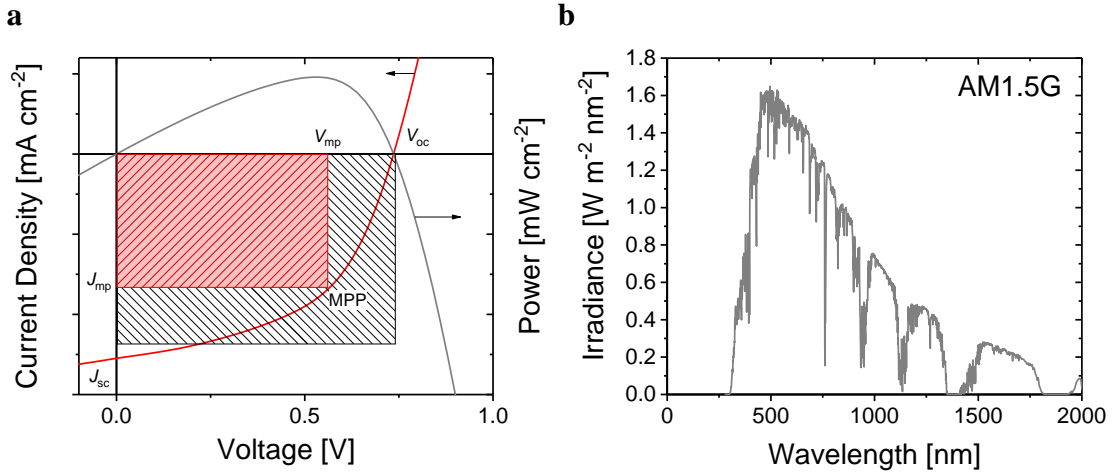 a
Current Density [mA cm-2]
Power [mW cm-2]
Vmp
Voc
Jmp
MPP
Jsc
0.0 0.5 1.0
Voltage [V]
b
AM1.5G
Irradiance [W m-2 nm-2]
1.8
1.6
1.4
1.2
1.0
0.8
0.6
0.4
0.2
0.0
0 500 1000 1500 2000
Wavelength [nm]